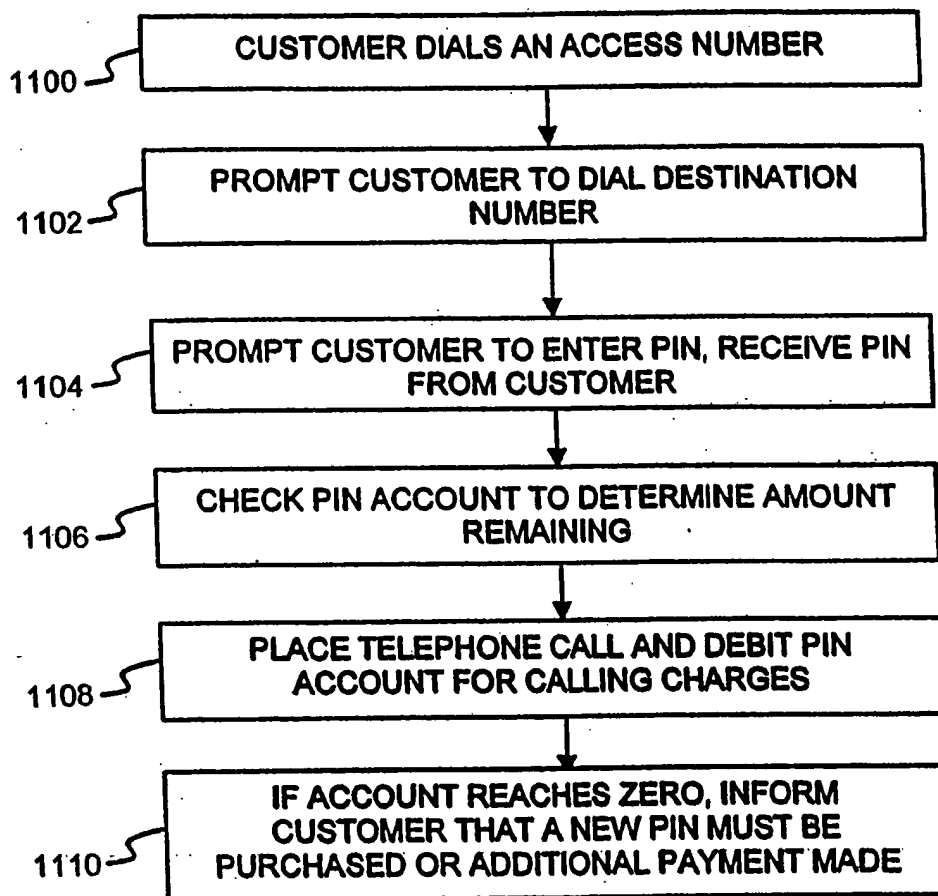 1100
CUSTOMER DIALS AN ACCESS NUMBER
1102
PROMPT CUSTOMER TO DIAL DESTINATION
NUMBER
1104
PROMPT CUSTOMER TO ENTER PIN, RECEIVE PIN
FROM CUSTOMER
1106
CHECK PIN ACCOUNT TO DETERMINE AMOUNT
REMAINING
1108
PLACE TELEPHONE CALL AND DEBIT PIN
ACCOUNT FOR CALLING CHARGES
1110
IF ACCOUNT REACHES ZERO, INFORM
CUSTOMER THAT A NEW PIN MUST BE
PURCHASED OR ADDITIONAL PAYMENT MADE